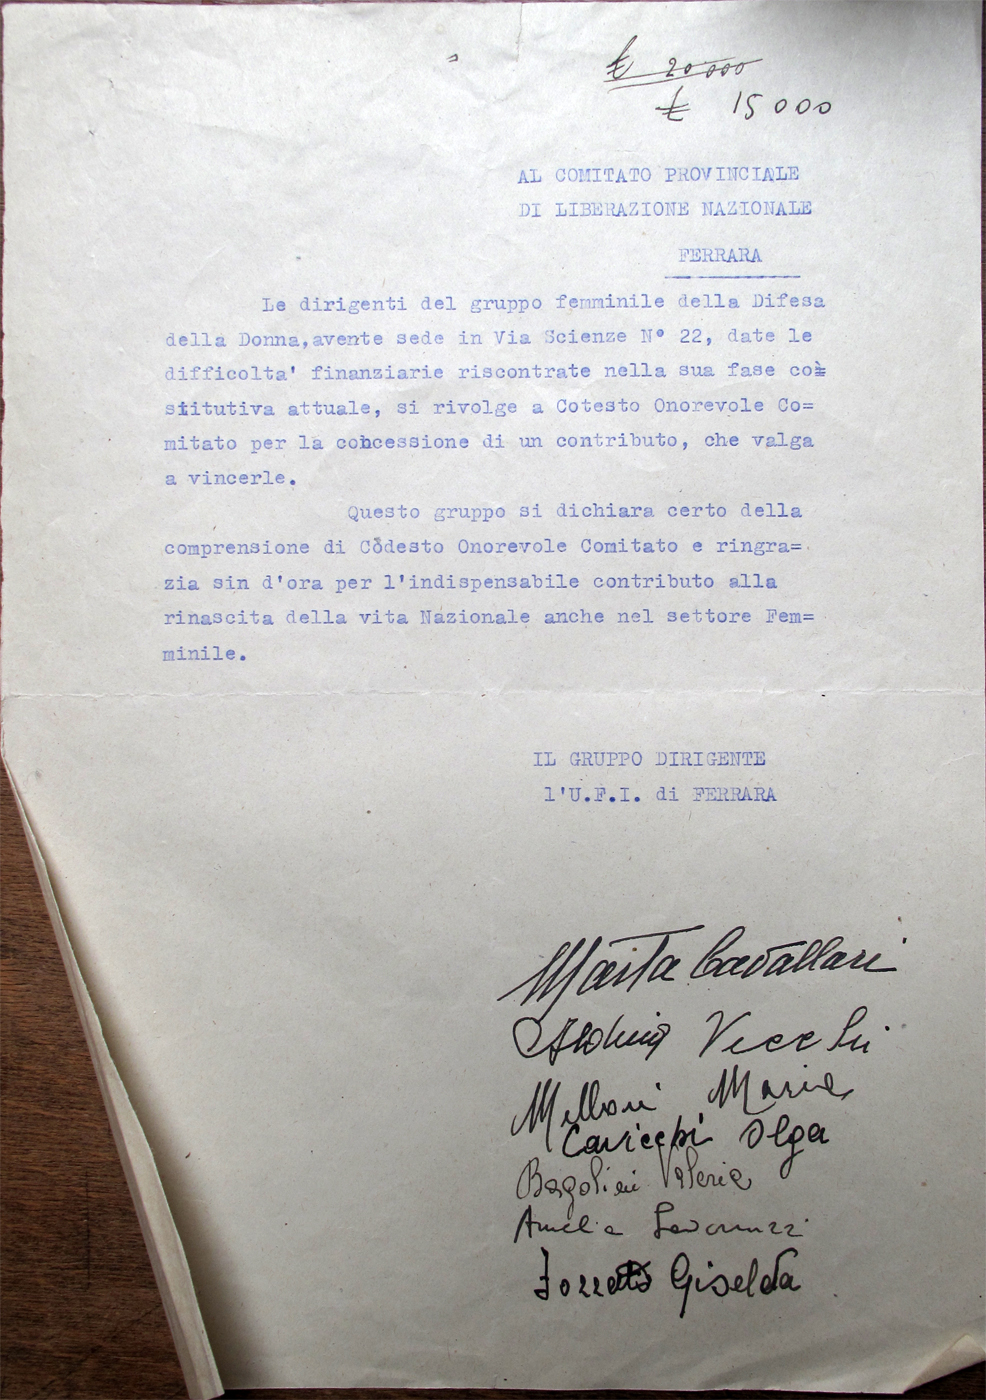 ₤ 20000
₤ 15000
AL COMITATO PROVINCIALE
DI LIBERAZIONE NAZIONALE
FERRARA
Le dirigenti del gruppo femminile della Difesa
della Donna,avente sede in Via Scienze N° 22, date le
difficolta' finanziarie riscontrate nella sua fase co=
stitutiva attuale, si rivolge a Cotesto Onorevole Co=
mitato per la concessione di un contributo, che valga
a vincerle.
Questo gruppo si dichiara certo della
comprensione di Codesto Onorevole Comitato e ringra=
zia sin d'ora per l'indispensabile contributo alla
rinascita della vita Nazionale anche nel settore Fem=
minile.
IL GRUPPO DIRIGENTE
l'U.F.I. di FERRARA
Marta Cavallari
Vecchi
Melloni Maria
Cavicchi Olga
Bagolini Valeria
Amelia
Giselda